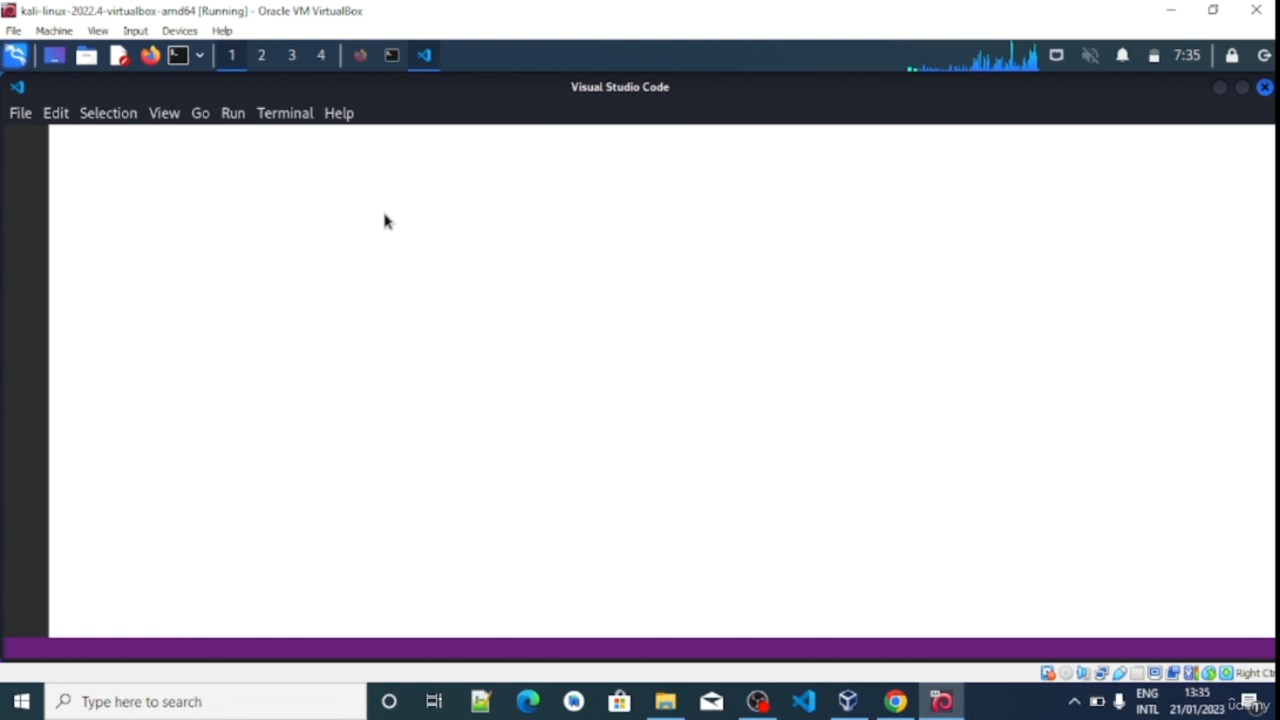 kali-linux-2022.4-virtualbox-amd64 [Running] - Oracle VM VirtualBox
File Machine View Input Devices Help
1 2 3 4 7:35
Visual Studio Code
File Edit Selection View Go Run Terminal Help
Right Ct
Type here to search
ENG 13:35
INTL 21/01/2023
udemy